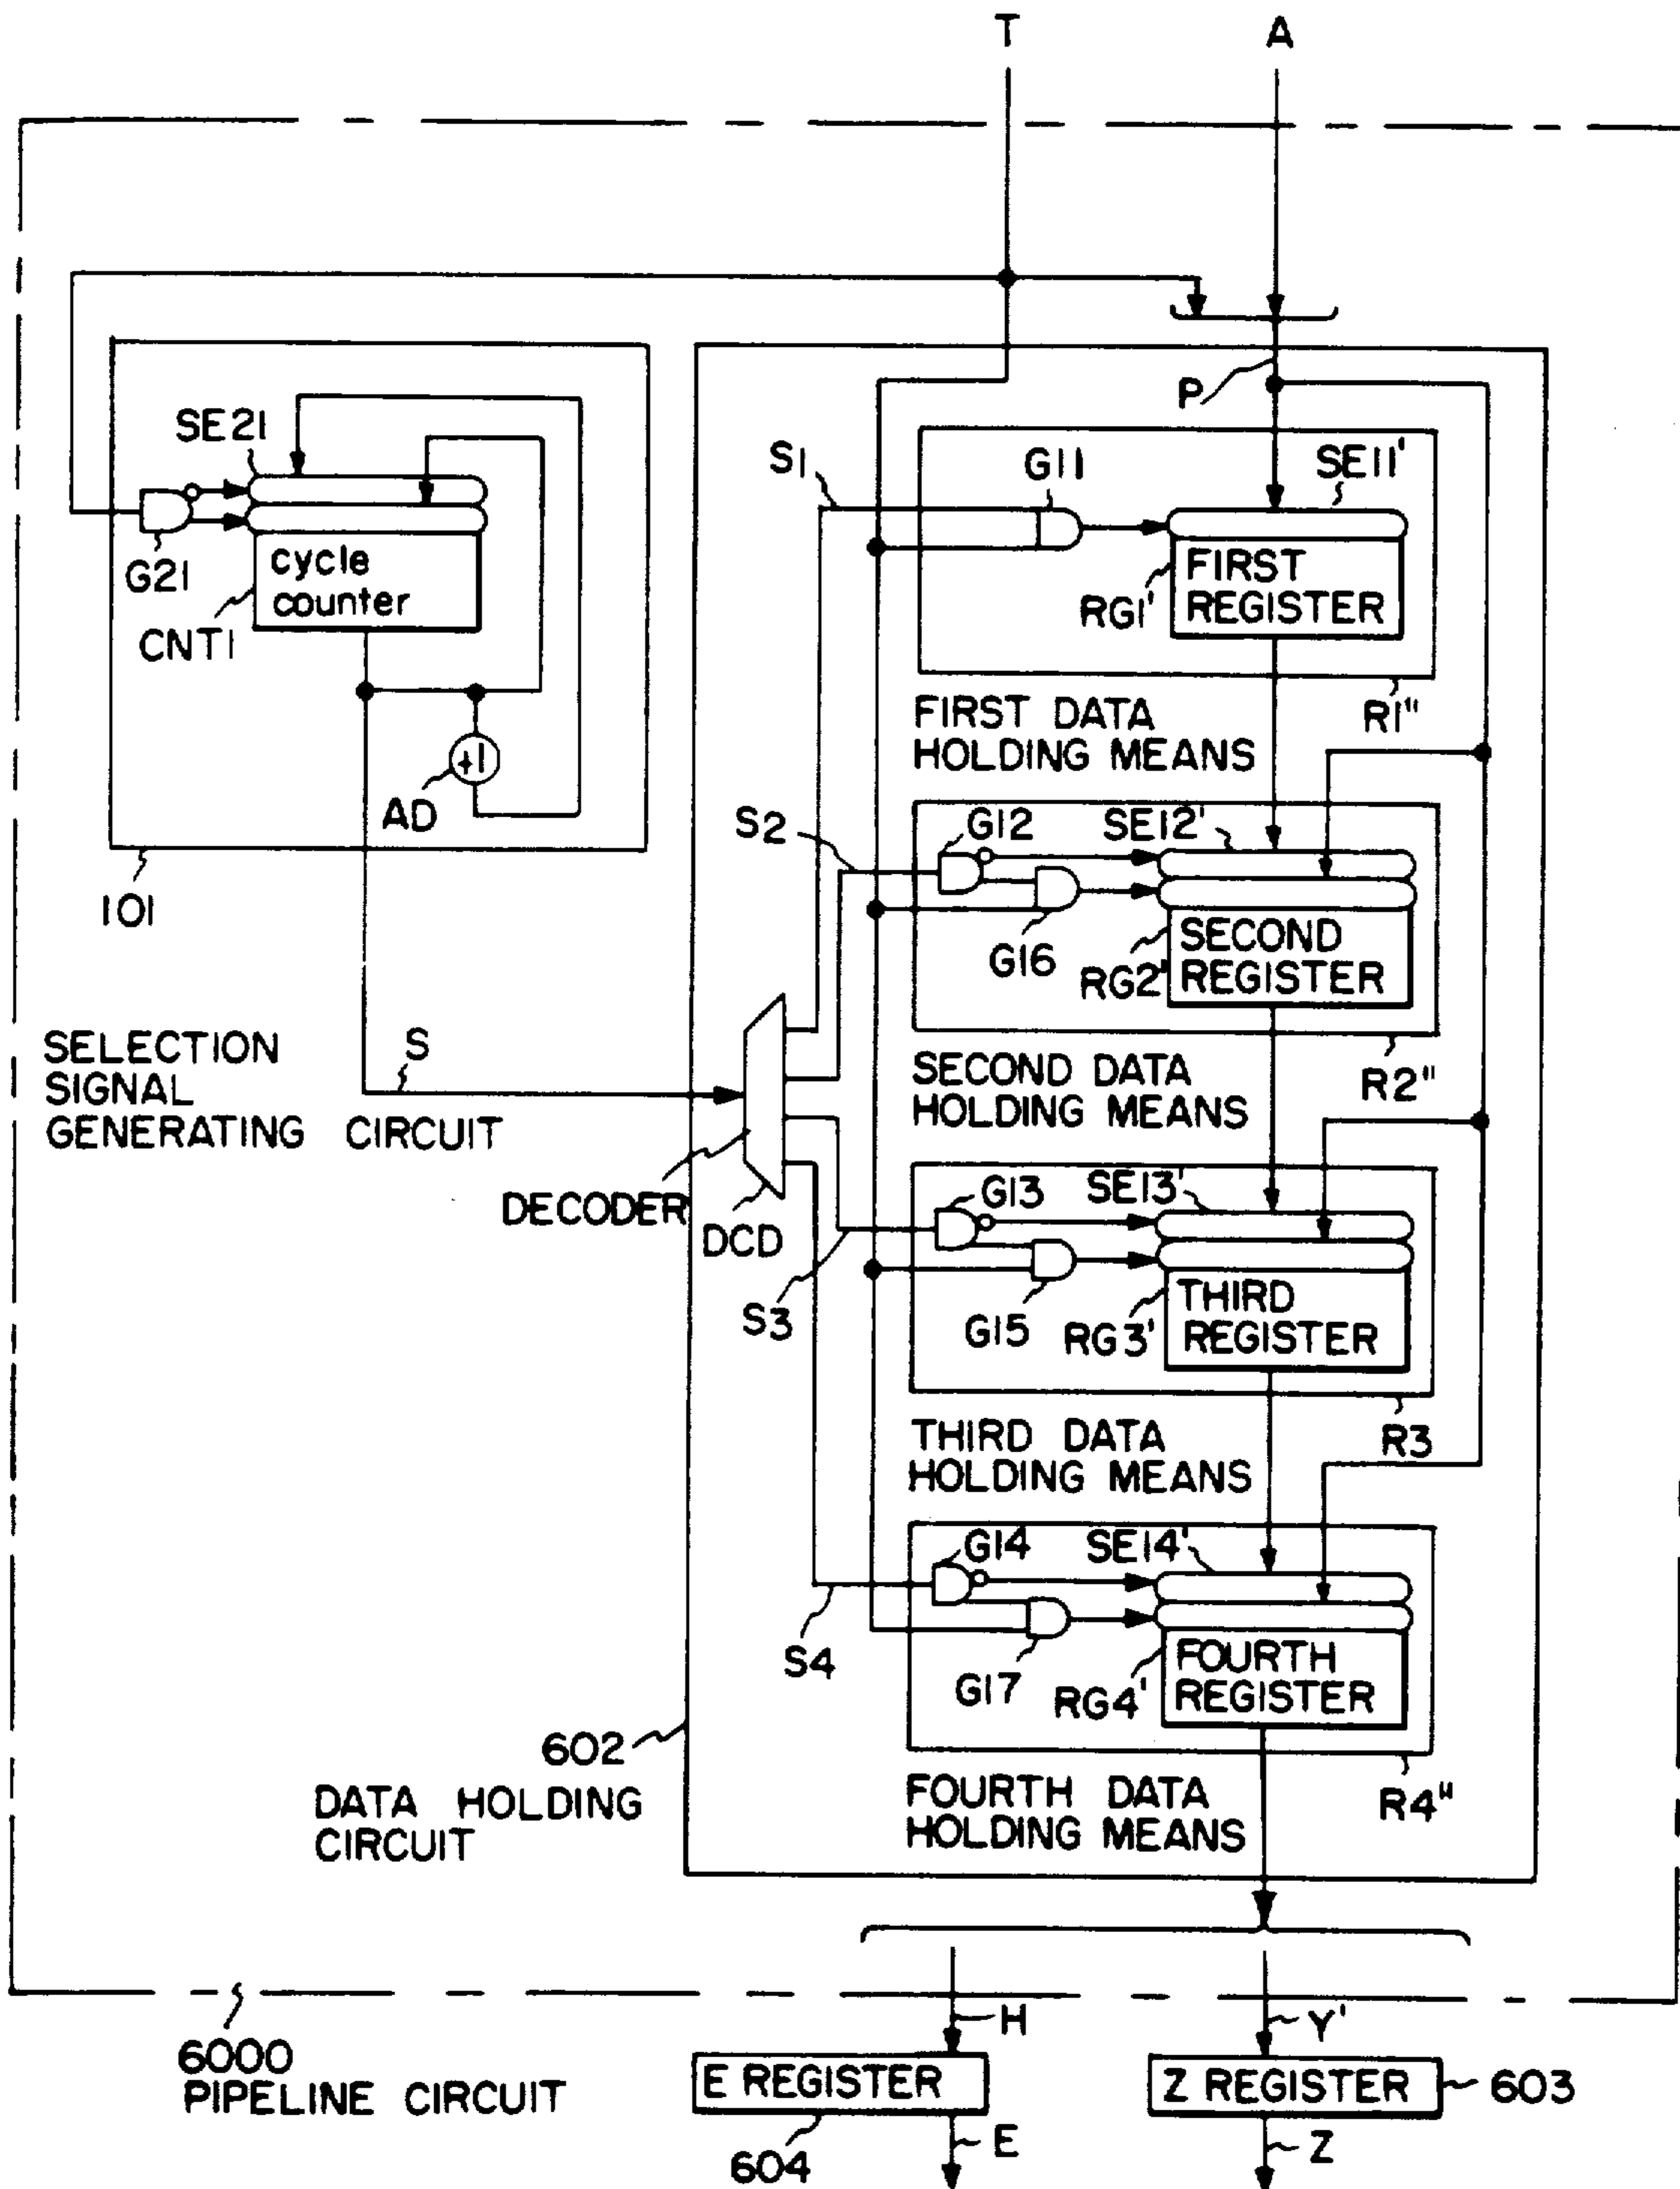 T
A
P
SE21
G21
cycle
counter
CNT1
+1
AD
101
S1
G11
SE11'
RG1'
FIRST
REGISTER
R1"
FIRST DATA
HOLDING MEANS
S2
G12
SE12'
G16
RG2'
SECOND
REGISTER
R2"
SECOND DATA
HOLDING MEANS
SELECTION
SIGNAL
GENERATING CIRCUIT
S
DECODER
DCD
S3
G13
SE13'
G15
RG3'
THIRD
REGISTER
R3
THIRD DATA
HOLDING MEANS
S4
G14
SE14'
G17
RG4'
FOURTH
REGISTER
R4"
FOURTH DATA
HOLDING MEANS
602
DATA HOLDING
CIRCUIT
6000
PIPELINE CIRCUIT
H
Y'
E REGISTER
604
E
Z REGISTER
603
Z